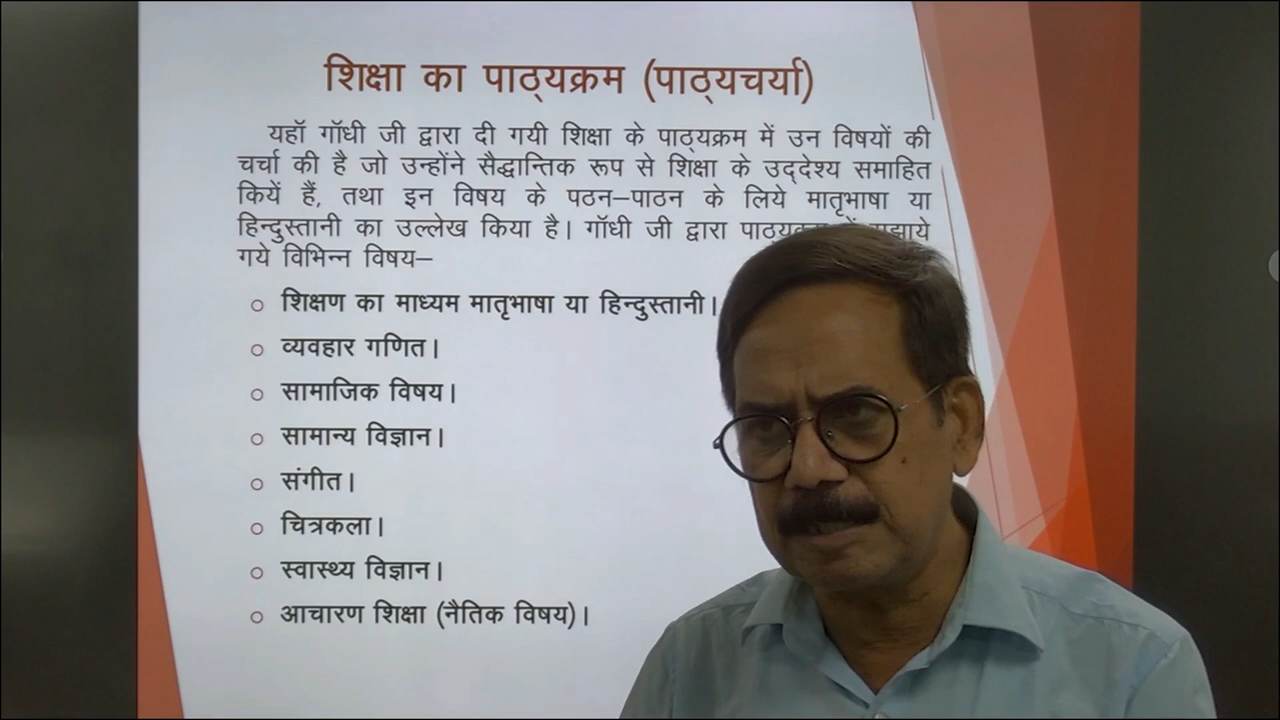 शिक्षा का पाठ्यक्रम (पाठ्यचर्या)
यहॉ गॉधी जी द्वारा दी गयी शिक्षा के पाठ्यक्रम में उन विषयों की
चर्चा की है जो उन्होंने सैद्धान्तिक रूप से शिक्षा के उद्देश्य समाहित
कियें हैं, तथा इन विषय के पठन–पाठन के लिये मातृभाषा या
हिन्दुस्तानी का उल्लेख किया है। गॉधी जी द्वारा
गये विभिन्न विषय–
शिक्षण का माध्यम मातृभाषा या हिन्दुस्तानी।
व्यवहार गणित।
सामाजिक विषय।
सामान्य विज्ञान।
संगीत।
चित्रकला।
स्वास्थ्य विज्ञान।
आचारण शिक्षा (नैतिक विषय)।